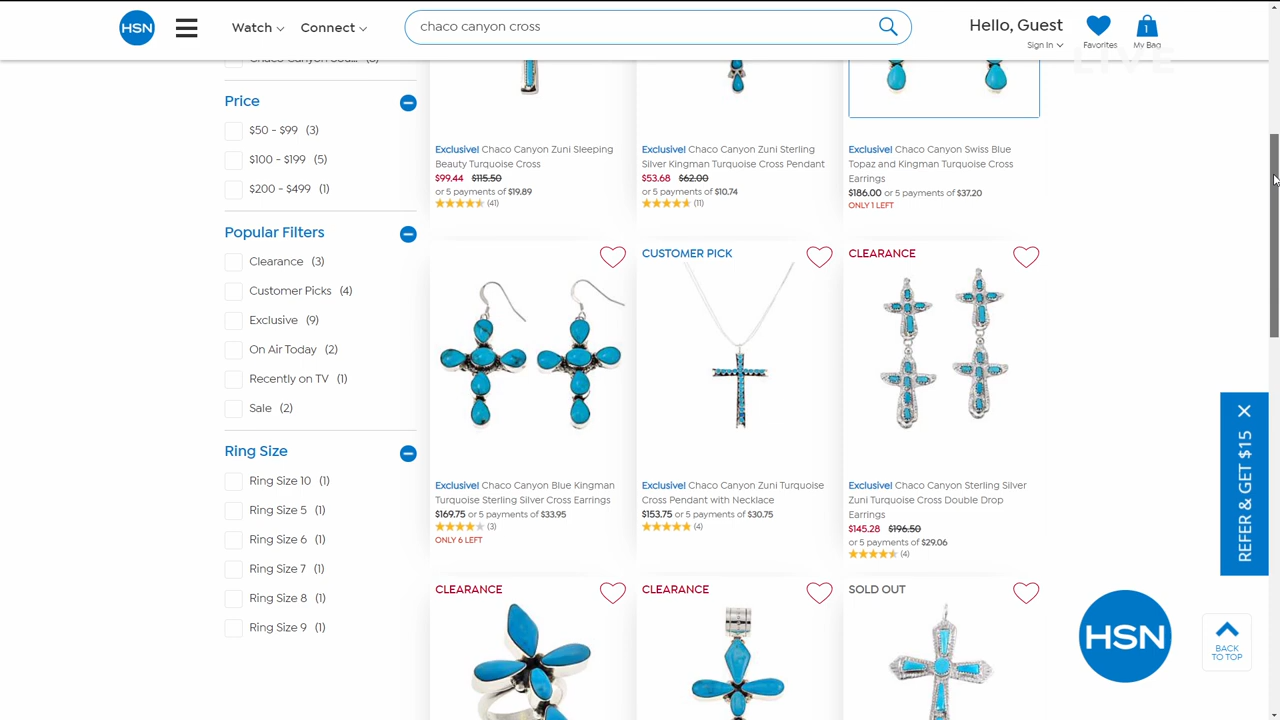 HSN
Watch
Connect
chaco canyon cross
Hello, Guest
Sign In
Favorites
1
My Bag
LIVE
Price
$50 - $99 (3)
$100 - $199 (5)
$200 - $499 (1)
Popular Filters
Clearance (3)
Customer Picks (4)
Exclusive (9)
On Air Today (2)
Recently on TV (1)
Sale (2)
Ring Size
Ring Size 10 (1)
Ring Size 5 (1)
Ring Size 6 (1)
Ring Size 7 (1)
Ring Size 8 (1)
Ring Size 9 (1)
Exclusive! Chaco Canyon Zuni Sleeping
Beauty Turquoise Cross
$99.44 $115.50
or 5 payments of $19.89
(41)
Exclusive! Chaco Canyon Zuni Sterling
Silver Kingman Turquoise Cross Pendant
$53.68 $62.00
or 5 payments of $10.74
(11)
Exclusive! Chaco Canyon Swiss Blue
Topaz and Kingman Turquoise Cross
Earrings
$186.00 or 5 payments of $37.20
ONLY 1 LEFT
Exclusive! Chaco Canyon Blue Kingman
Turquoise Sterling Silver Cross Earrings
$169.75 or 5 payments of $33.95
(3)
ONLY 6 LEFT
CUSTOMER PICK
Exclusive! Chaco Canyon Zuni Turquoise
Cross Pendant with Necklace
$153.75 or 5 payments of $30.75
(4)
CLEARANCE
Exclusive! Chaco Canyon Sterling Silver
Zuni Turquoise Cross Double Drop
Earrings
$145.28 $196.50
or 5 payments of $29.06
(4)
CLEARANCE
CLEARANCE
SOLD OUT
REFER & GET $15
HSN
BACK
TO TOP